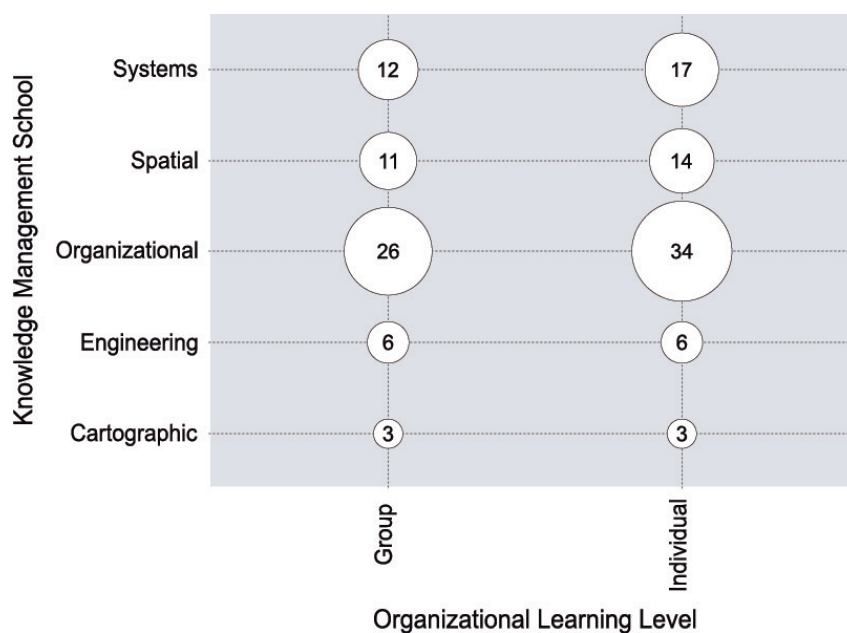 Knowledge Management School
Systems
12
17
Spatial
11
14
Organizational
26
34
Engineering
6
6
Cartographic
3
3
Group
Individual
Organizational Learning Level